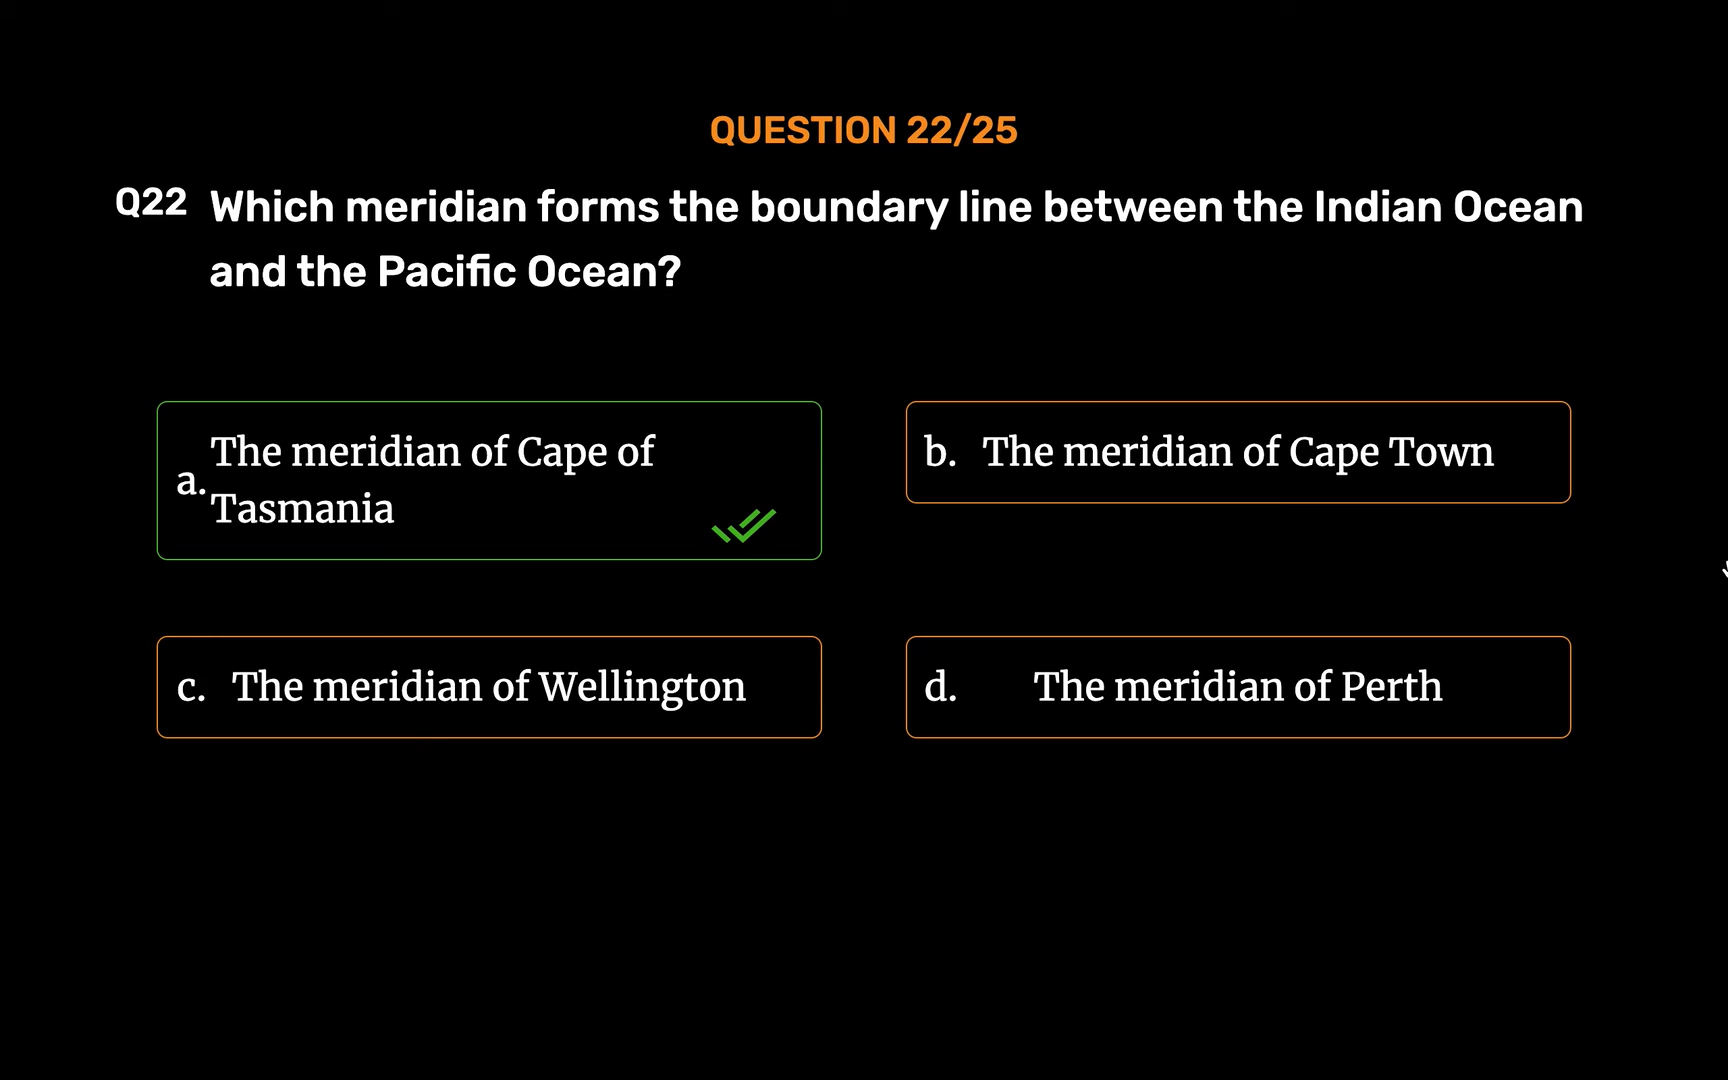 QUESTION 22/25
Q22 Which meridian forms the boundary line between the Indian Ocean
and the Pacific Ocean?
a. The meridian of Cape of
Tasmania
b. The meridian of Cape Town
c. The meridian of Wellington
d. The meridian of Perth